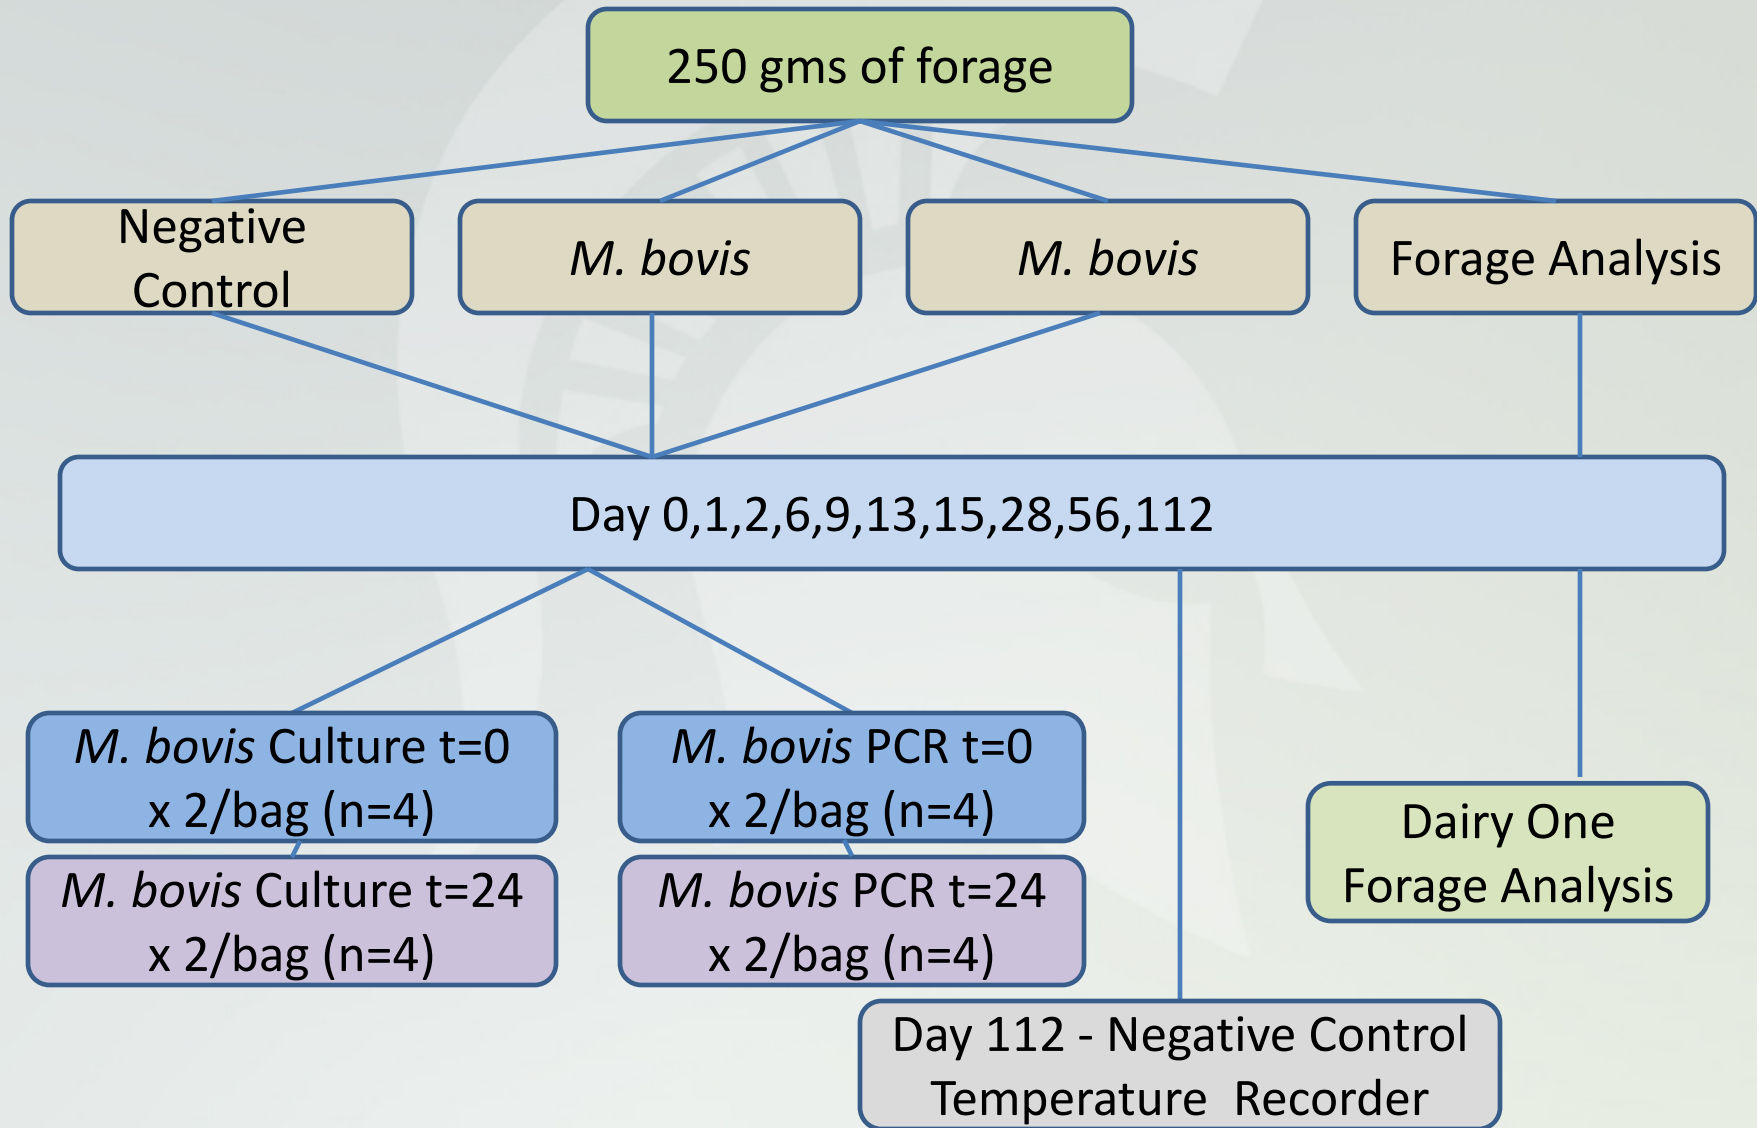 250 gms of forage
Negative
Control
M. bovis
M. bovis
Forage Analysis
Day 0,1,2,6,9,13,15,28,56,112
M. bovis Culture t=0
x 2/bag (n=4)
M. bovis PCR t=0
x 2/bag (n=4)
M. bovis Culture t=24
x 2/bag (n=4)
M. bovis PCR t=24
x 2/bag (n=4)
Dairy One
Forage Analysis
Day 112 - Negative Control
Temperature  Recorder